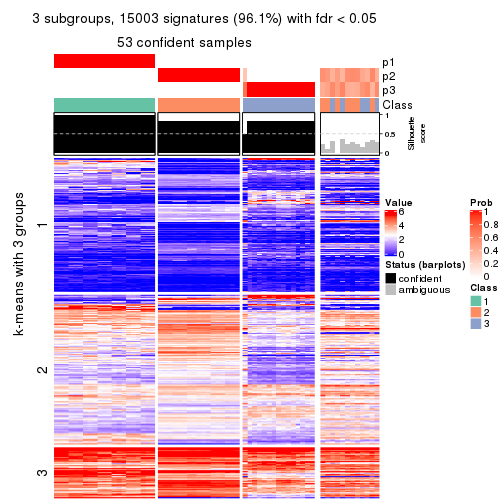 3 subgroups, 15003 signatures (96.1%) with fdr < 0.05
53 confident samples
p1
p2
p3
Class
1
0.5
0
Silhouette
score
k-means with 3 groups
1
2
3
Value
6
4
2
0
Status (barplots)
confident
ambiguous
Prob
1
0.8
0.6
0.4
0.2
0
Class
1
2
3